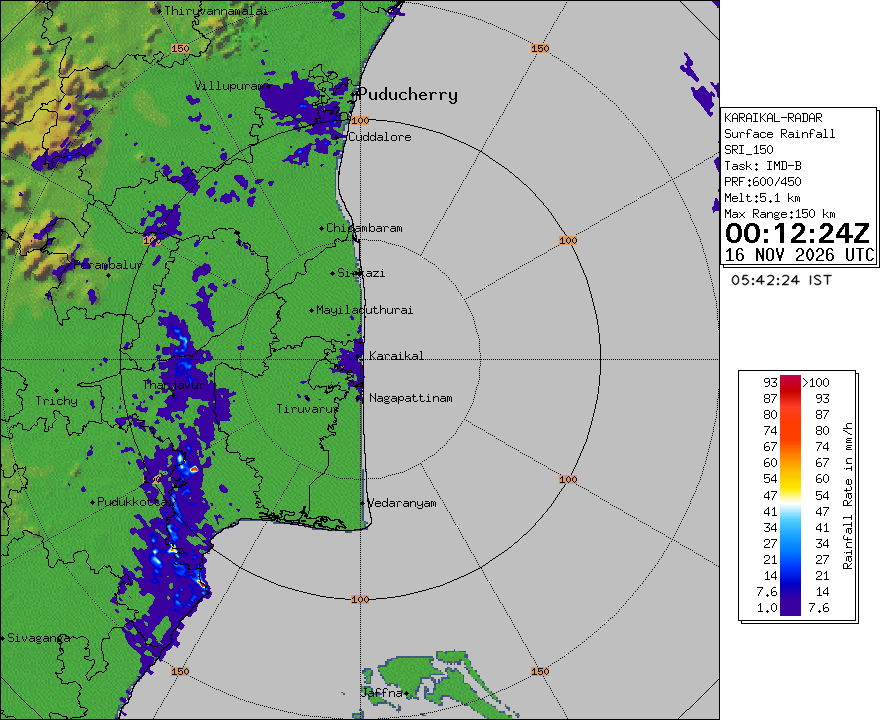 Thiruvannamalai
150
150
Villupuram
Puducherry
100
Cuddalore
Chidambaram
100
100
Perambalur
Sirkazi
Mayiladuthurai
Karaikal
Thanjavur
Trichy
Tiruvarur
Nagapattinam
100
100
Pudukkottai
Vedaranyam
100
Sivaganga
150
150
Jaffna
KARAIKAL-RADAR
Surface Rainfall
SRI_150
Task: IMD-B
PRF:600/450
Melt:5.1 km
Max Range:150 km
00:12:24Z
16 NOV 2026 UTC
05:42:24 IST
93 >100
87 93
80 87
74 80
67 74
60 67
54 60
47 54
41 47
34 41
27 34
21 27
14 21
7.6 14
1.0 7.6
Rainfall Rate in mm/h